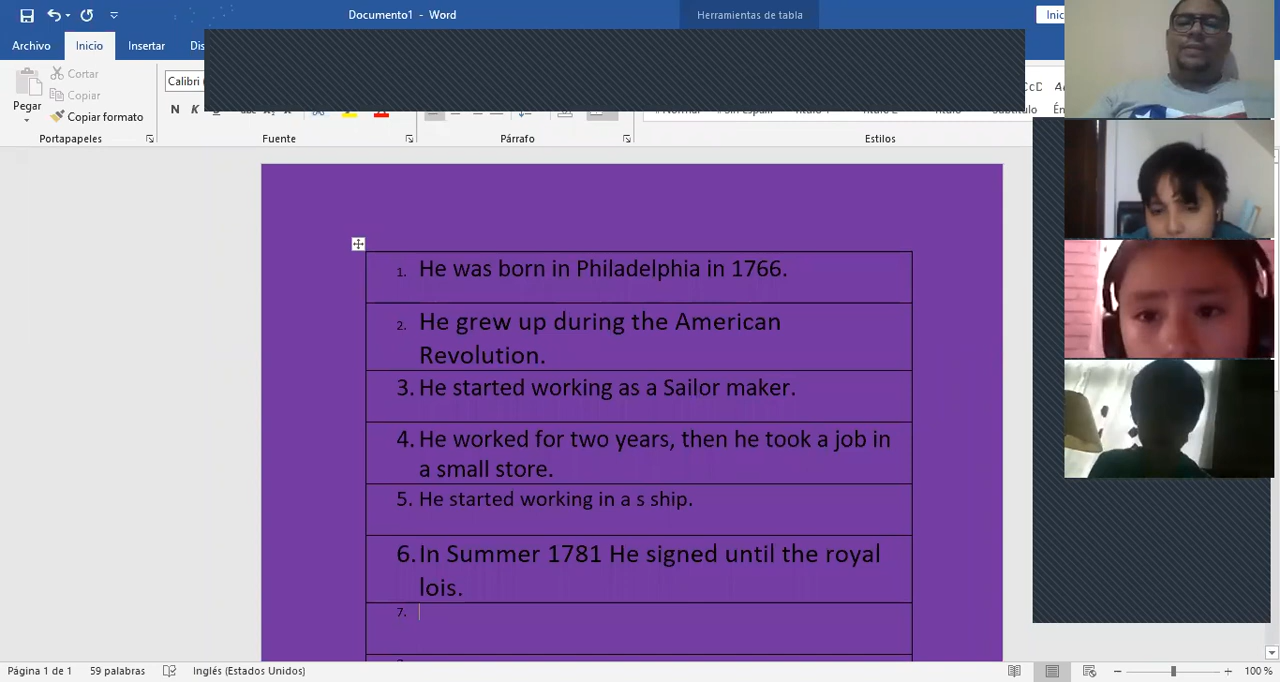 Documento1 - Word
Herramientas de tabla
Inic
Archivo
Inicio
Insertar
Dis
Pegar
Cortar
Copiar
Copiar formato
Calibri (
N K
Portapapeles
Fuente
Párrafo
Estilos
1. He was born in Philadelphia in 1766.
2. He grew up during the American
Revolution.
3. He started working as a Sailor maker.
4. He worked for two years, then he took a job in
a small store.
5. He started working in a s ship.
6. In Summer 1781 He signed until the royal
lois.
7.
Página 1 de 1
59 palabras
Inglés (Estados Unidos)
100 %